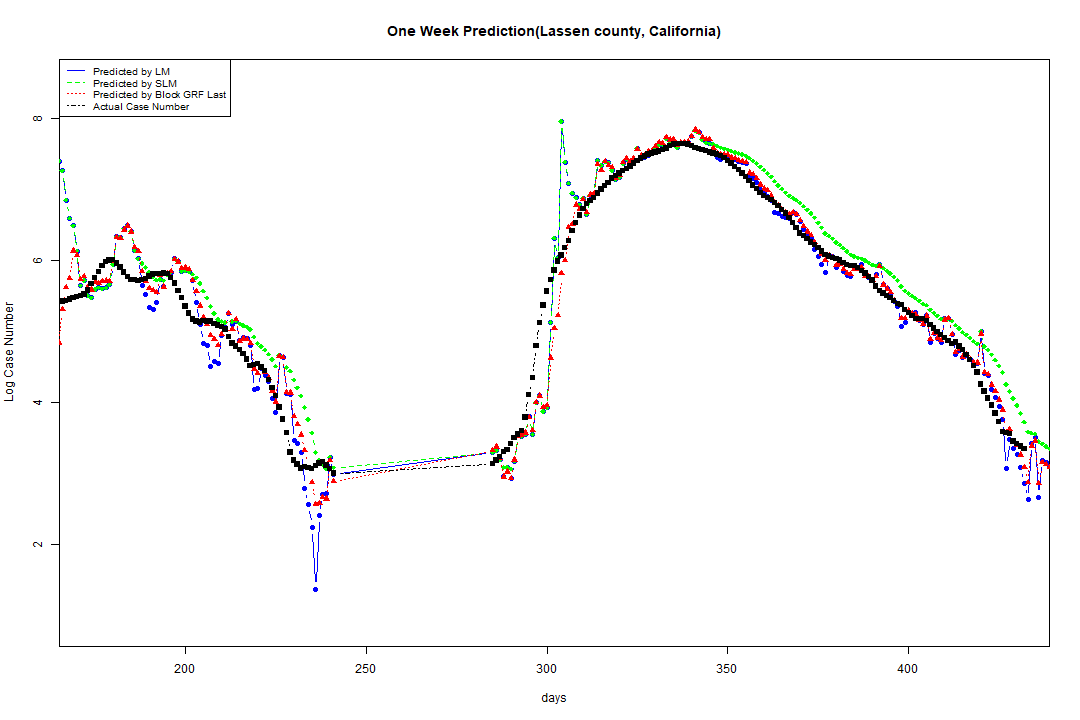 One Week Prediction(Lassen county, California)
Predicted by LM
Predicted by SLM
Predicted by Block GRF Last
Actual Case Number
8
6
4
2
Log Case Number
200
250
300
350
400
days